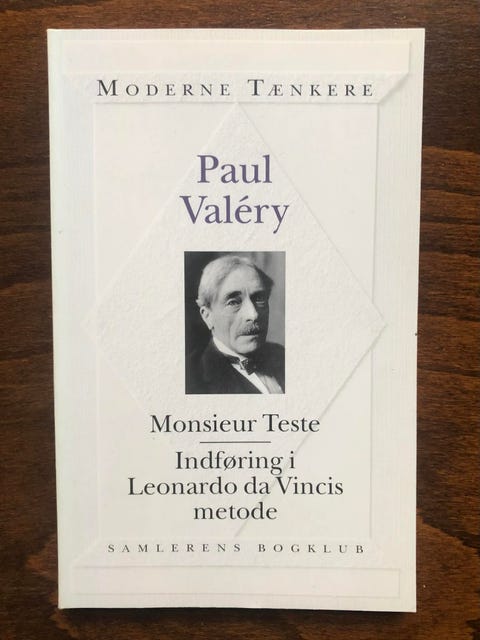 MODERNE TÆNKERE
Paul
Valéry
Monsieur Teste
Indføring i
Leonardo da Vincis
metode
SAMLERENS BOGKLUB